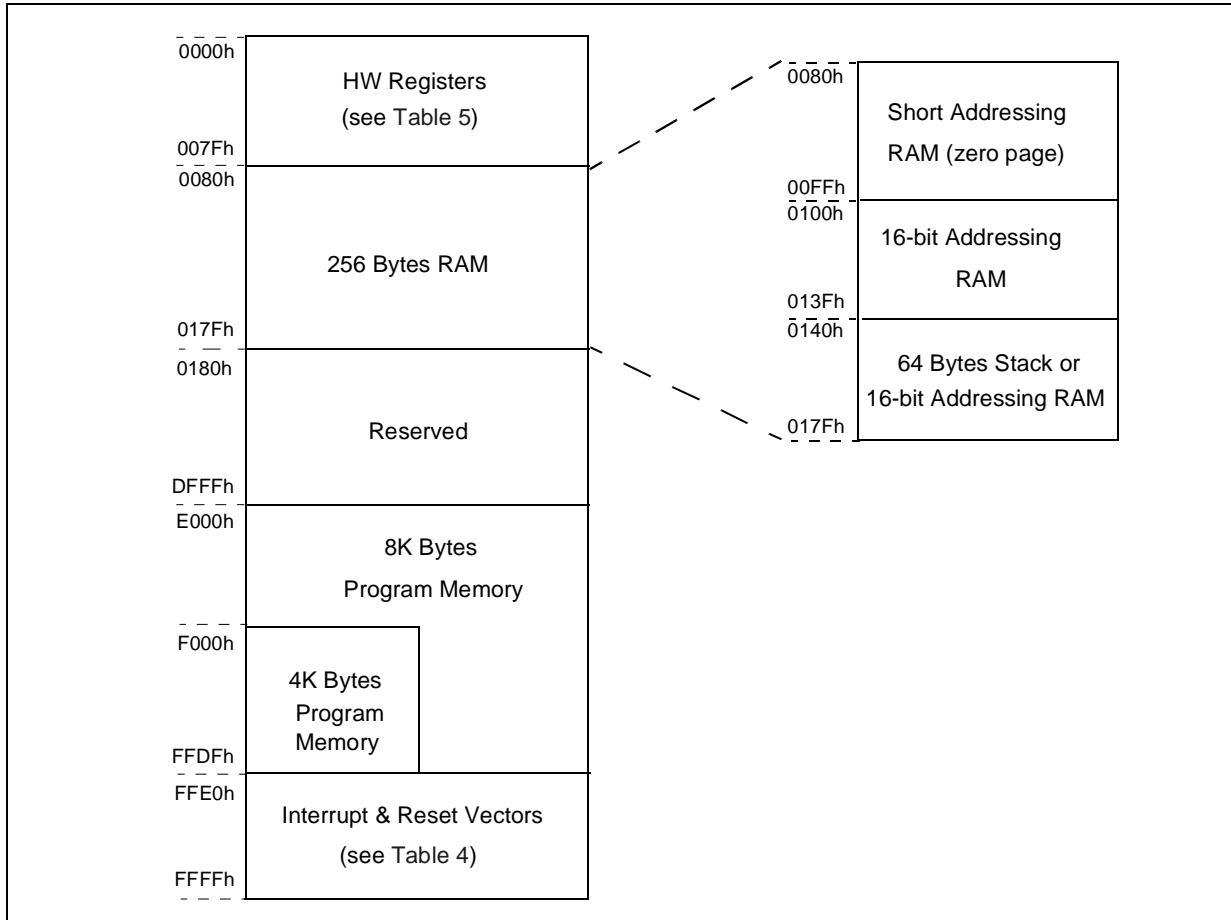 0000h
HW Registers
(see Table 5)
007Fh
0080h
256 Bytes RAM
017Fh
0180h
Reserved
DFFFh
E000h
8K Bytes
Program Memory
F000h
4K Bytes
Program
Memory
FFDFh
FFE0h
Interrupt & Reset Vectors
(see Table 4)
FFFFh
0080h
Short Addressing
RAM (zero page)
00FFh
0100h
16-bit Addressing
RAM
013Fh
0140h
64 Bytes Stack or
16-bit Addressing RAM
017Fh